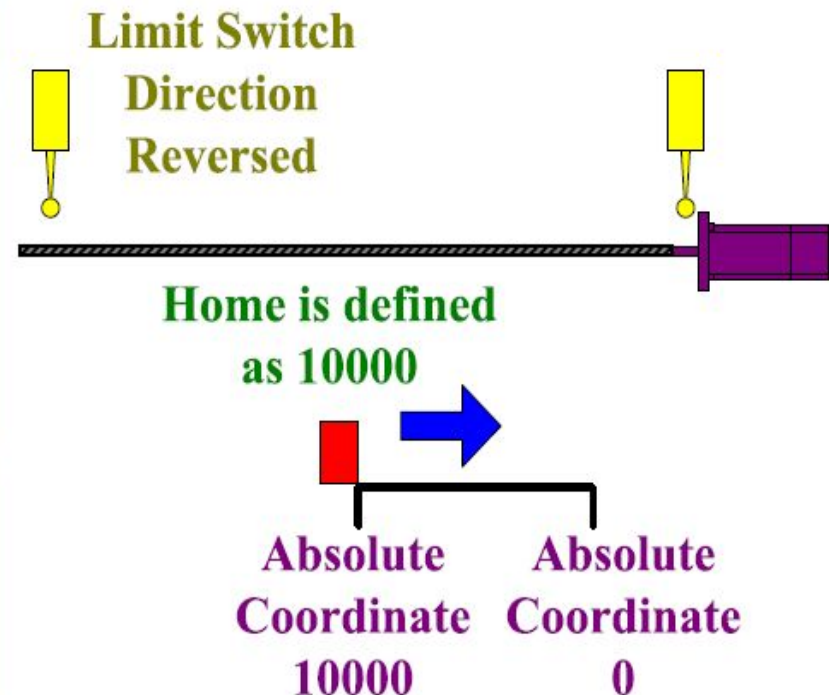 Limit Switch
Direction
Reversed
Home is defined
as 10000
Absolute
Coordinate
10000
Absolute
Coordinate
0